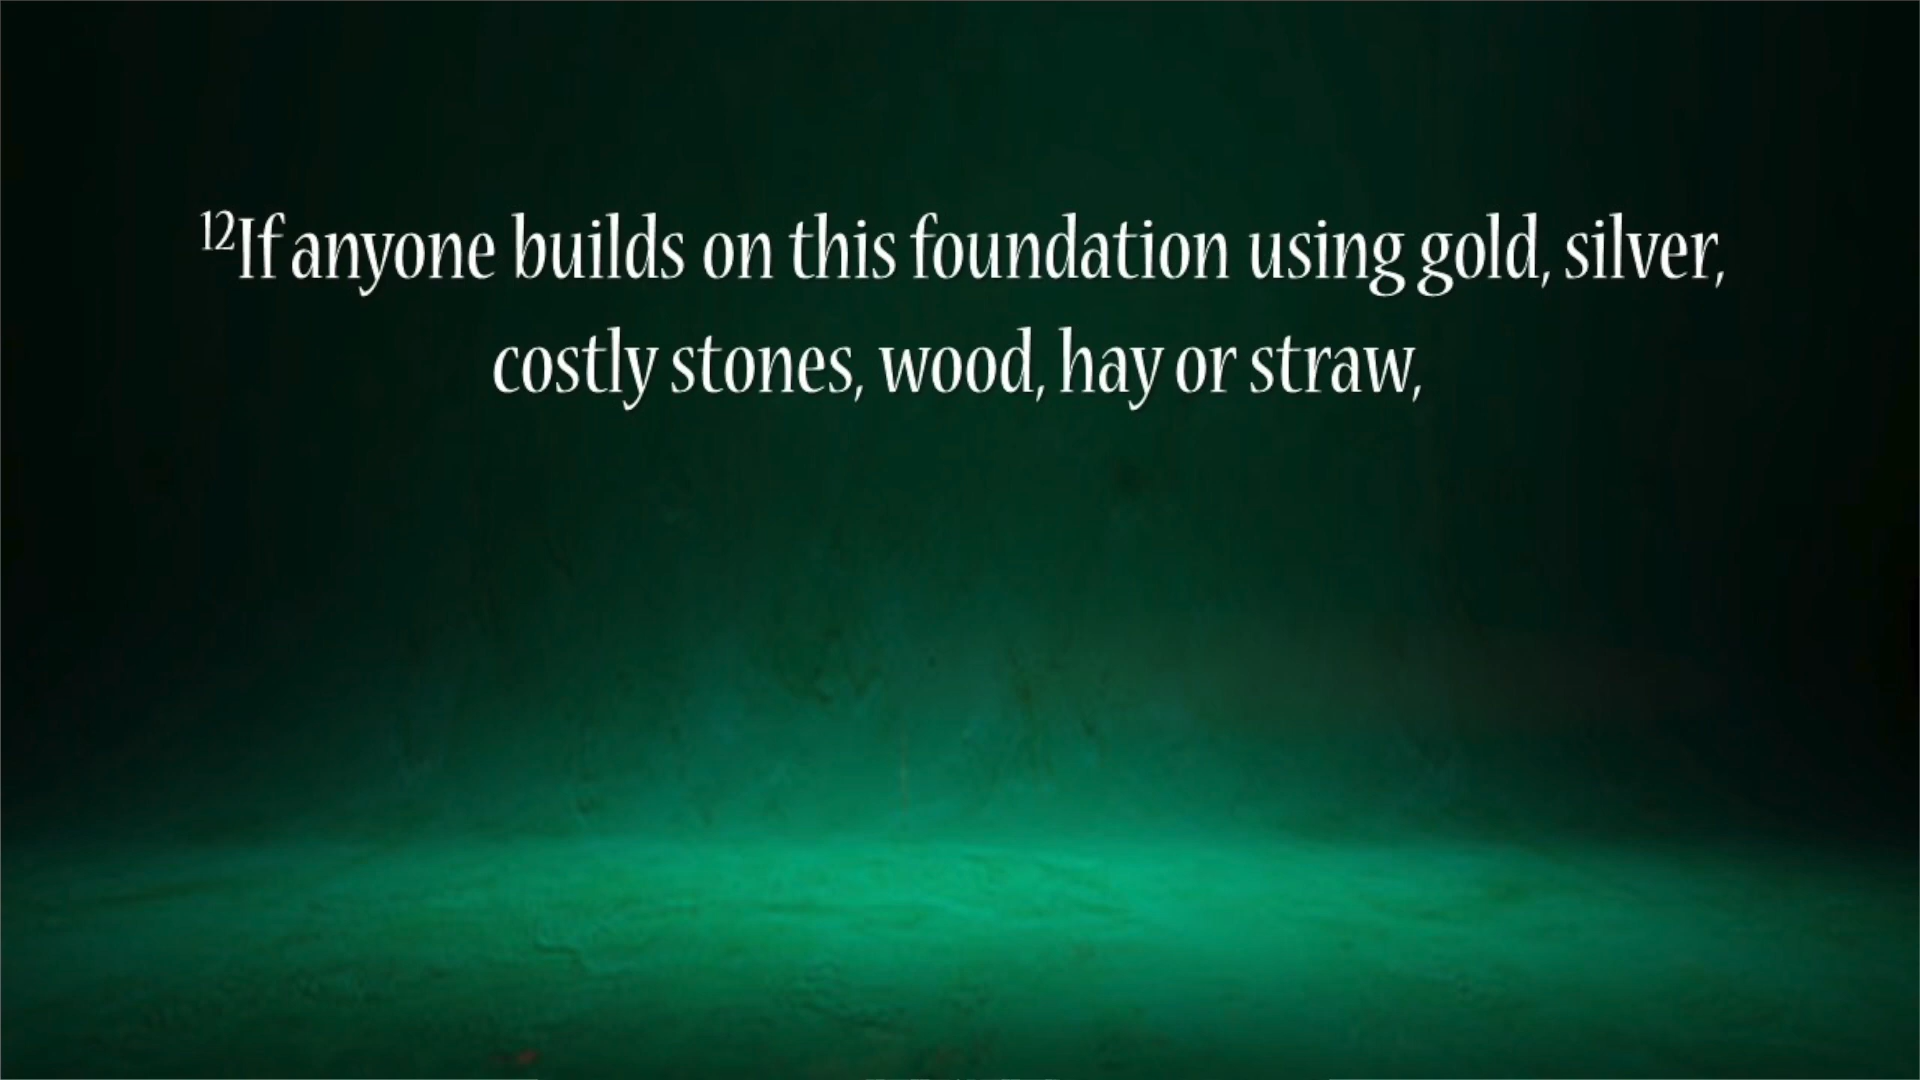 ¹²If anyone builds on this foundation using gold, silver,
costly stones, wood, hay or straw,